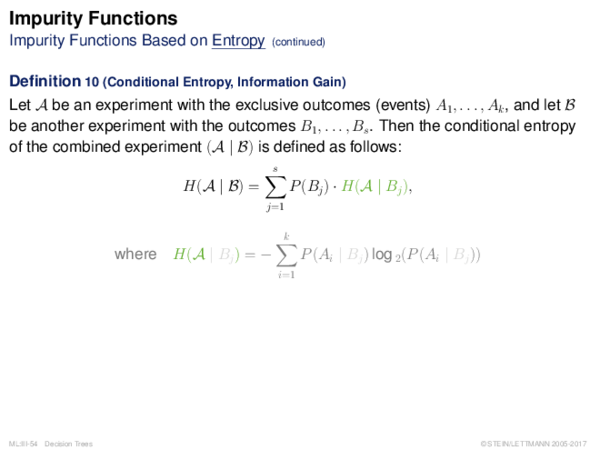 Impurity Functions
Impurity Functions Based on Entropy (continued)
Definition 10 (Conditional Entropy, Information Gain)
Let 𝒜 be an experiment with the exclusive outcomes (events) A₁, . . . , Aₖ, and let ℬ
be another experiment with the outcomes B₁, . . . , Bₛ. Then the conditional entropy
of the combined experiment (𝒜 | ℬ) is defined as follows:
H(𝒜 | ℬ) = ∑_{j=1}^{s} P(Bⱼ) · H(𝒜 | Bⱼ),
where H(𝒜 | Bⱼ) = − ∑_{i=1}^{k} P(Aᵢ | Bⱼ) log ₂(P(Aᵢ | Bⱼ))
ML:III-54 Decision Trees © STEIN/LETTMANN 2005-2017